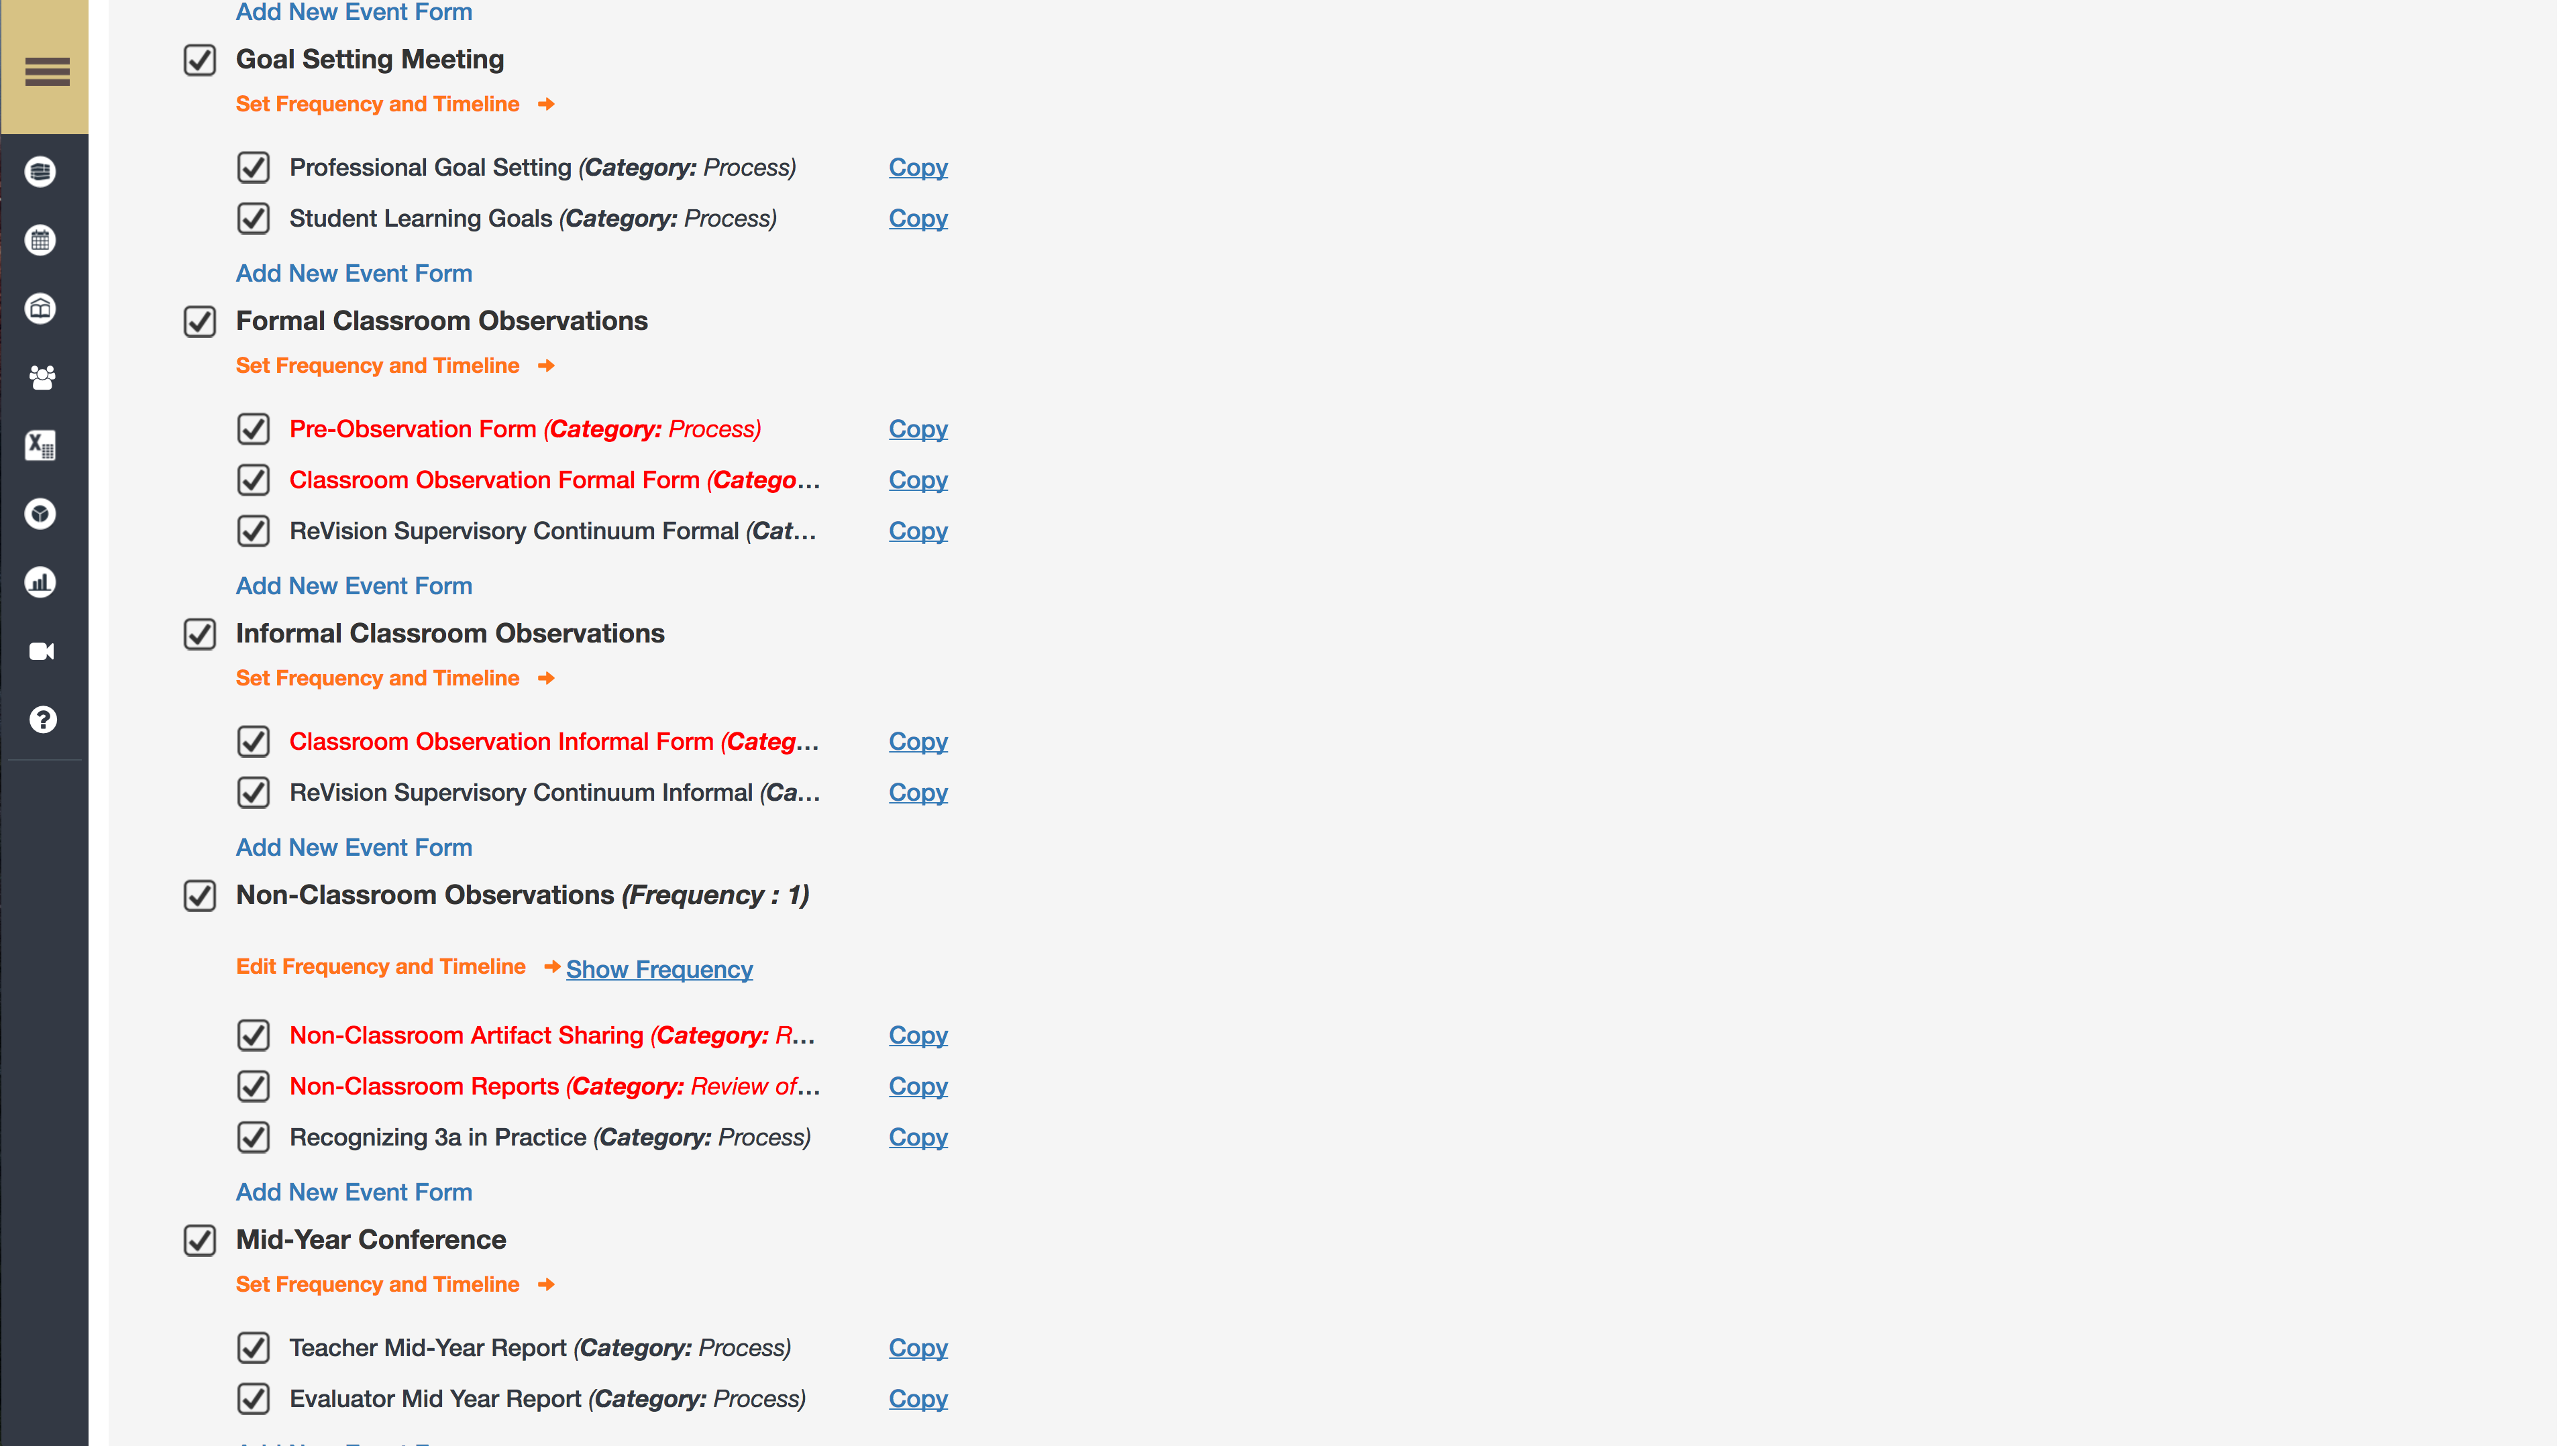 Add New Event Form
Goal Setting Meeting
Set Frequency and Timeline
Professional Goal Setting (Category: Process) Copy
Student Learning Goals (Category: Process) Copy
Add New Event Form
Formal Classroom Observations
Set Frequency and Timeline
Pre-Observation Form (Category: Process) Copy
Classroom Observation Formal Form (Catego... Copy
ReVision Supervisory Continuum Formal (Cat... Copy
Add New Event Form
Informal Classroom Observations
Set Frequency and Timeline
Classroom Observation Informal Form (Categ... Copy
ReVision Supervisory Continuum Informal (Ca... Copy
Add New Event Form
Non-Classroom Observations (Frequency : 1)
Edit Frequency and Timeline Show Frequency
Non-Classroom Artifact Sharing (Category: R... Copy
Non-Classroom Reports (Category: Review of... Copy
Recognizing 3a in Practice (Category: Process) Copy
Add New Event Form
Mid-Year Conference
Set Frequency and Timeline
Teacher Mid-Year Report (Category: Process) Copy
Evaluator Mid Year Report (Category: Process) Copy